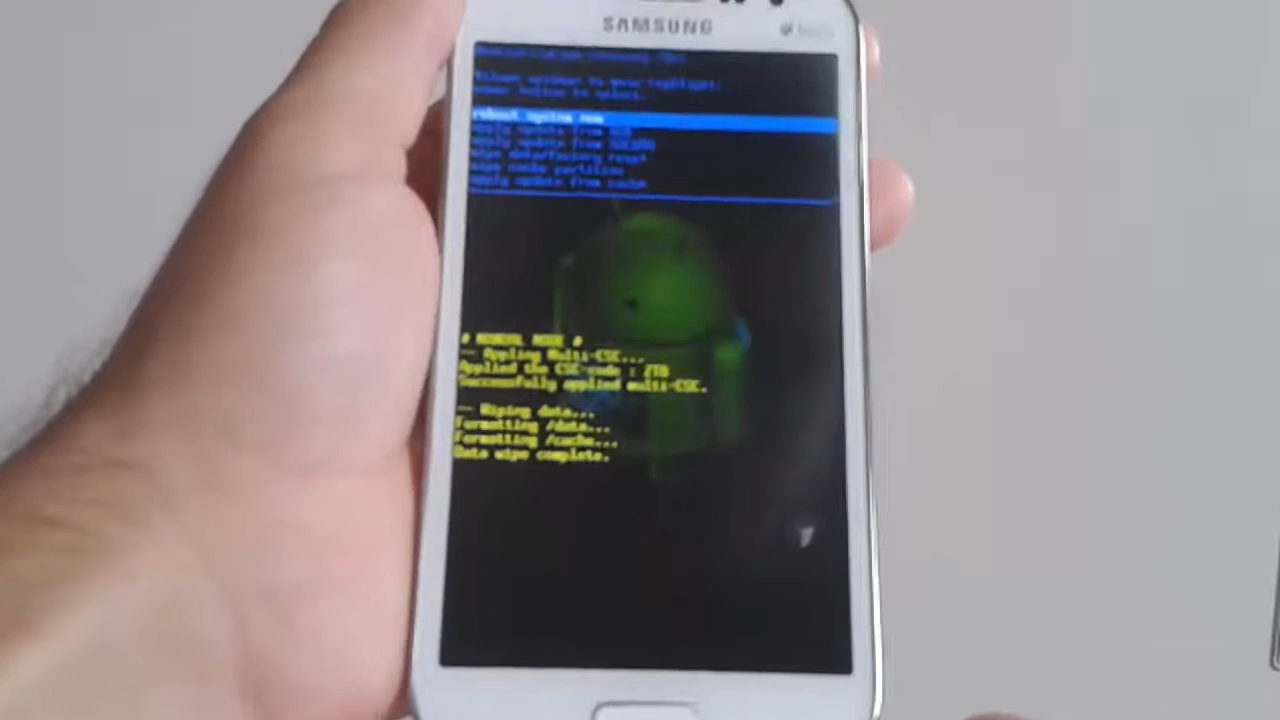 SAMSUNG
reboot system now
apply update from ADB
apply update from
wipe data/factory reset
wipe cache partition
apply update from cache
# MANUAL MODE #
-- Appling Multi-CSC...
Applied the CSC-code : ZTO
Successfully applied multi-CSC.
-- Wiping data...
Formatting /data...
Formatting /cache...
Data wipe complete.